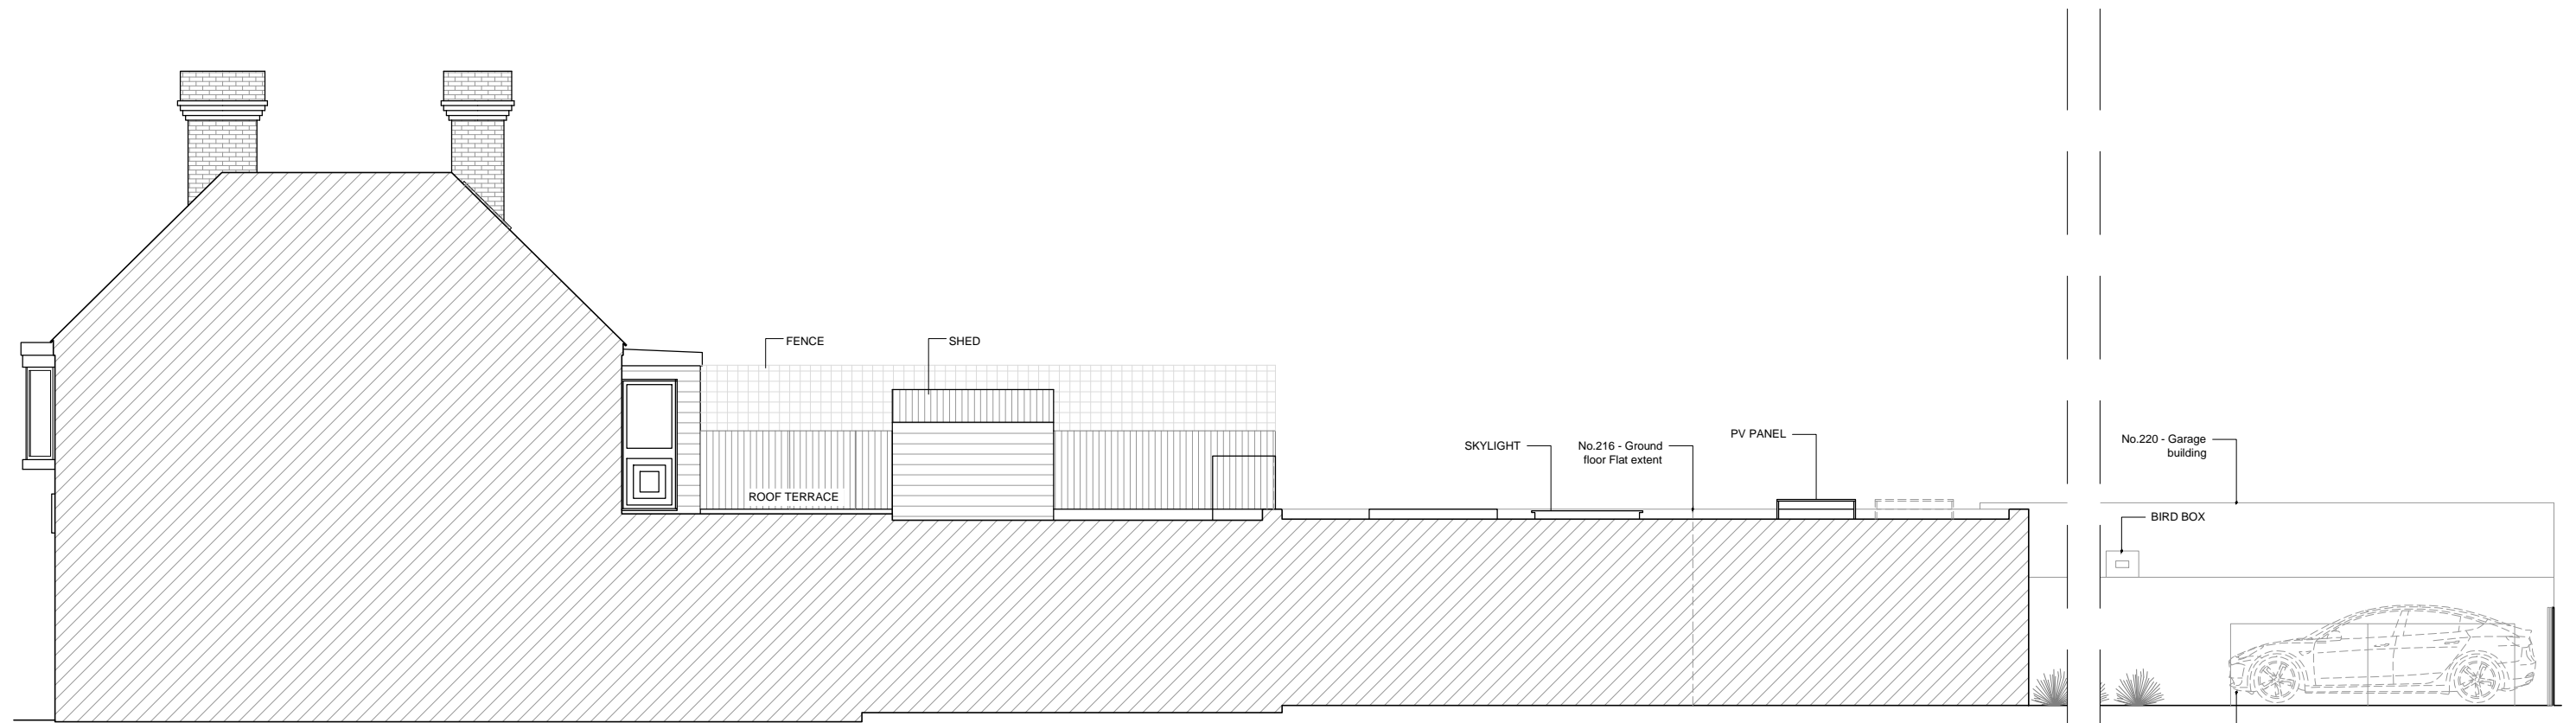 FENCE
SHED
ROOF TERRACE
SKYLIGHT
No.216 - Ground
floor Flat extent
PV PANEL
No.220 - Garage
building
BIRD BOX